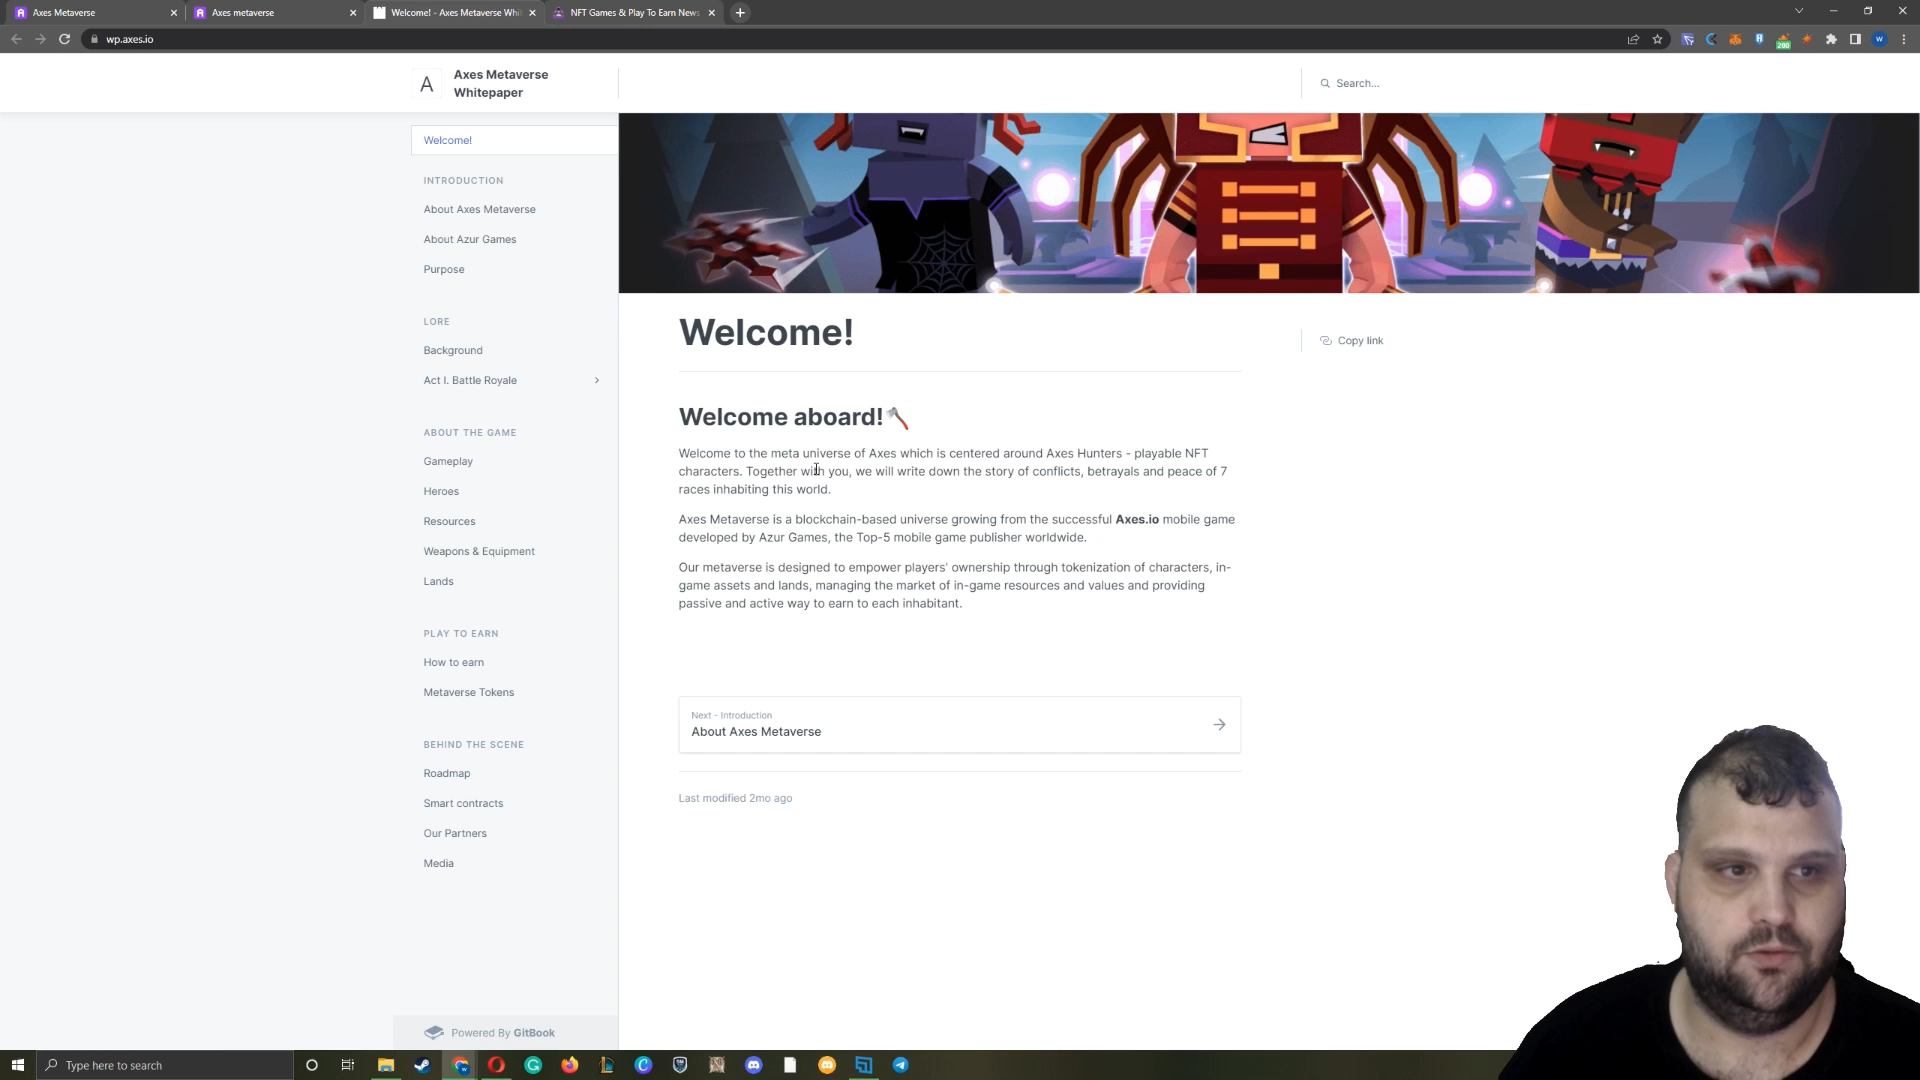 Axes Metaverse
Axes metaverse
Welcome! - Axes Metaverse Whi
NFT Games & Play To Earn News
wp.axes.io
200
W
A
Axes Metaverse
Whitepaper
Search...
Welcome!
INTRODUCTION
About Axes Metaverse
About Azur Games
Purpose
LORE
Background
Act I. Battle Royale
ABOUT THE GAME
Gameplay
Heroes
Resources
Weapons & Equipment
Lands
PLAY TO EARN
How to earn
Metaverse Tokens
BEHIND THE SCENE
Roadmap
Smart contracts
Our Partners
Media
Powered By GitBook
Welcome!
Copy link
Welcome aboard!
Welcome to the meta universe of Axes which is centered around Axes Hunters - playable NFT
characters. Together with you, we will write down the story of conflicts, betrayals and peace of 7
races inhabiting this world.
Axes Metaverse is a blockchain-based universe growing from the successful Axes.io mobile game
developed by Azur Games, the Top-5 mobile game publisher worldwide.
Our metaverse is designed to empower players' ownership through tokenization of characters, in-
game assets and lands, managing the market of in-game resources and values and providing
passive and active way to earn to each inhabitant.
Next - Introduction
About Axes Metaverse
Last modified 2mo ago
Type here to search